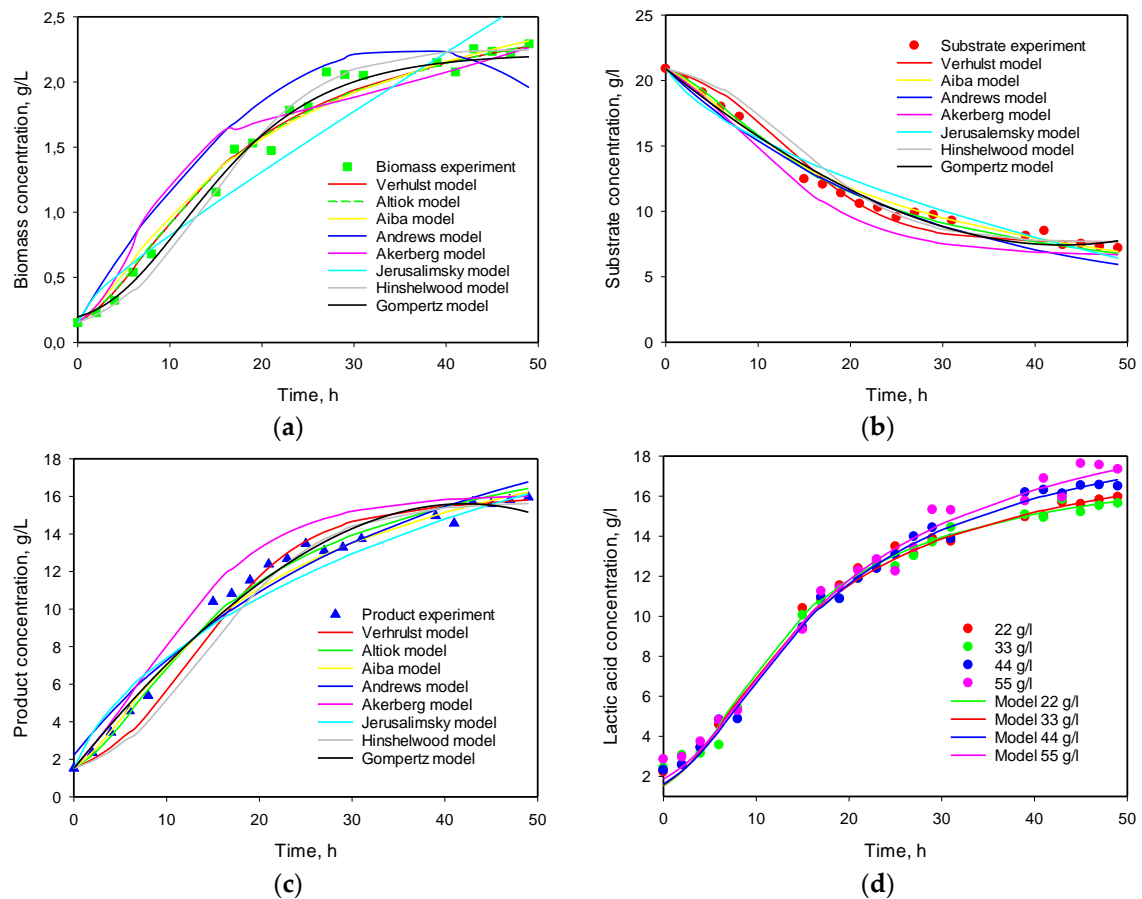 2,5
2,0
1,5
1,0
0,5
0,0
Biomass concentration, g/L
Biomass experiment
Verhulst model
Altiok model
Aiba model
Andrews model
Akerberg model
Jerusalimsky model
Hinshelwood model
Gompertz model
0 10 20 30 40 50
Time, h
(a)
25
20
15
10
5
0
Substrate concentration, g/l
Substrate experiment
Verhulst model
Aiba model
Andrews model
Akerberg model
Jerusalemsky model
Hinshelwood model
Gompertz model
0 10 20 30 40 50
Time, h
(b)
18
16
14
12
10
8
6
4
2
0
Product concentration, g/L
Product experiment
Verhrulst model
Altiok model
Aiba model
Andrews model
Akerberg model
Jerusalimsky model
Hinshelwood model
Gompertz model
0 10 20 30 40 50
Time, h
(c)
18
16
14
12
10
8
6
4
2
Lactic acid concentration, g/l
22 g/l
33 g/l
44 g/l
55 g/l
Model 22 g/l
Model 33 g/l
Model 44 g/l
Model 55 g/l
0 10 20 30 40 50
Time, h
(d)